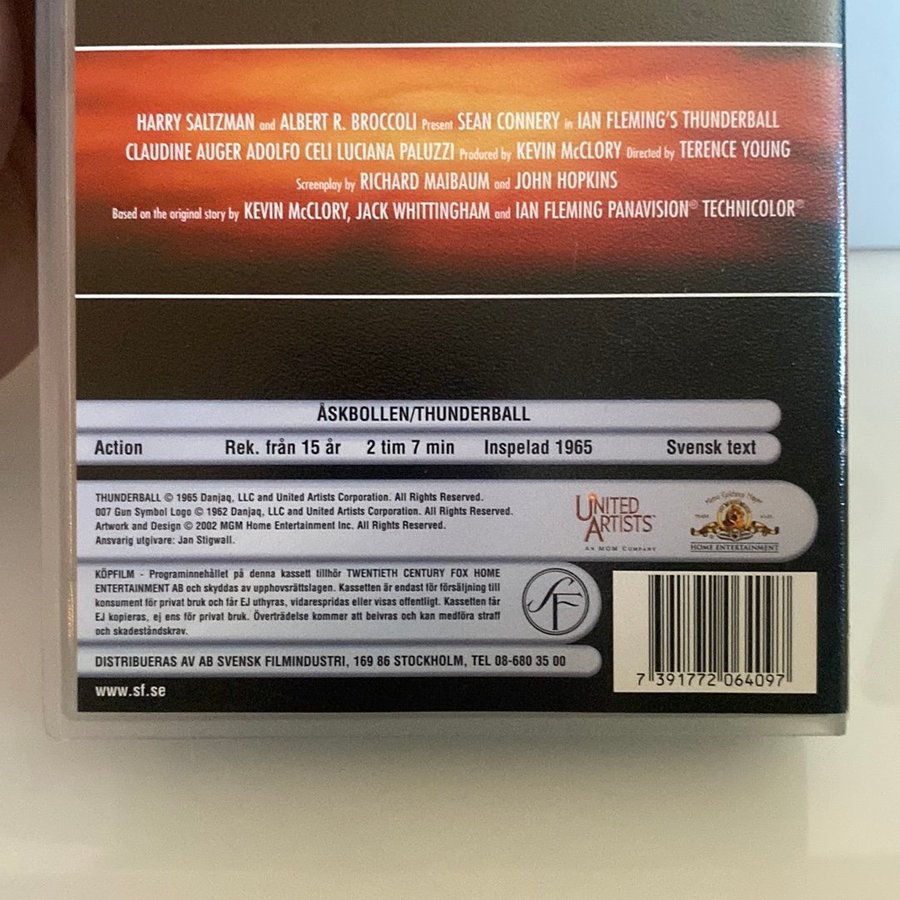 HARRY SALTZMAN and ALBERT R. BROCCOLI Present SEAN CONNERY in IAN FLEMING'S THUNDERBALL
CLAUDINE AUGER ADOLFO CELI LUCIANA PALUZZI Produced by KEVIN McCLORY Directed by TERENCE YOUNG
Screenplay by RICHARD MAIBAUM and JOHN HOPKINS
Based on the original story by KEVIN McCLORY, JACK WHITTINGHAM and IAN FLEMING PANAVISION® TECHNICOLOR®
ÅSKBOLLEN/THUNDERBALL
Action Rek. från 15 år 2 tim 7 min Inspelad 1965 Svensk text
THUNDERBALL © 1965 Danjaq, LLC and United Artists Corporation. All Rights Reserved.
007 Gun Symbol Logo © 1962 Danjaq, LLC and United Artists Corporation. All Rights Reserved.
Artwork and Design © 2002 MGM Home Entertainment Inc. All Rights Reserved.
Ansvarig utgivare: Jan Stigwall.
UNITED
ARTISTS
AN MGM COMPANY
Metro Goldwyn Mayer
TRADE MARK
HOME ENTERTAINMENT
KÖPFILM - Programinnehållet på denna kassett tillhör TWENTIETH CENTURY FOX HOME
ENTERTAINMENT AB och skyddas av upphovsrättslagen. Kassetten är endast för försäljning till
konsument för privat bruk och får EJ uthyras, vidarespridas eller visas offentligt. Kassetten får
EJ kopieras, ej ens för privat bruk. Överträdelse kommer att beivras och kan medföra straff
och skadeståndskrav.
SF
DISTRIBUERAS AV AB SVENSK FILMINDUSTRI, 169 86 STOCKHOLM, TEL 08-680 35 00
www.sf.se
7 391772 064097